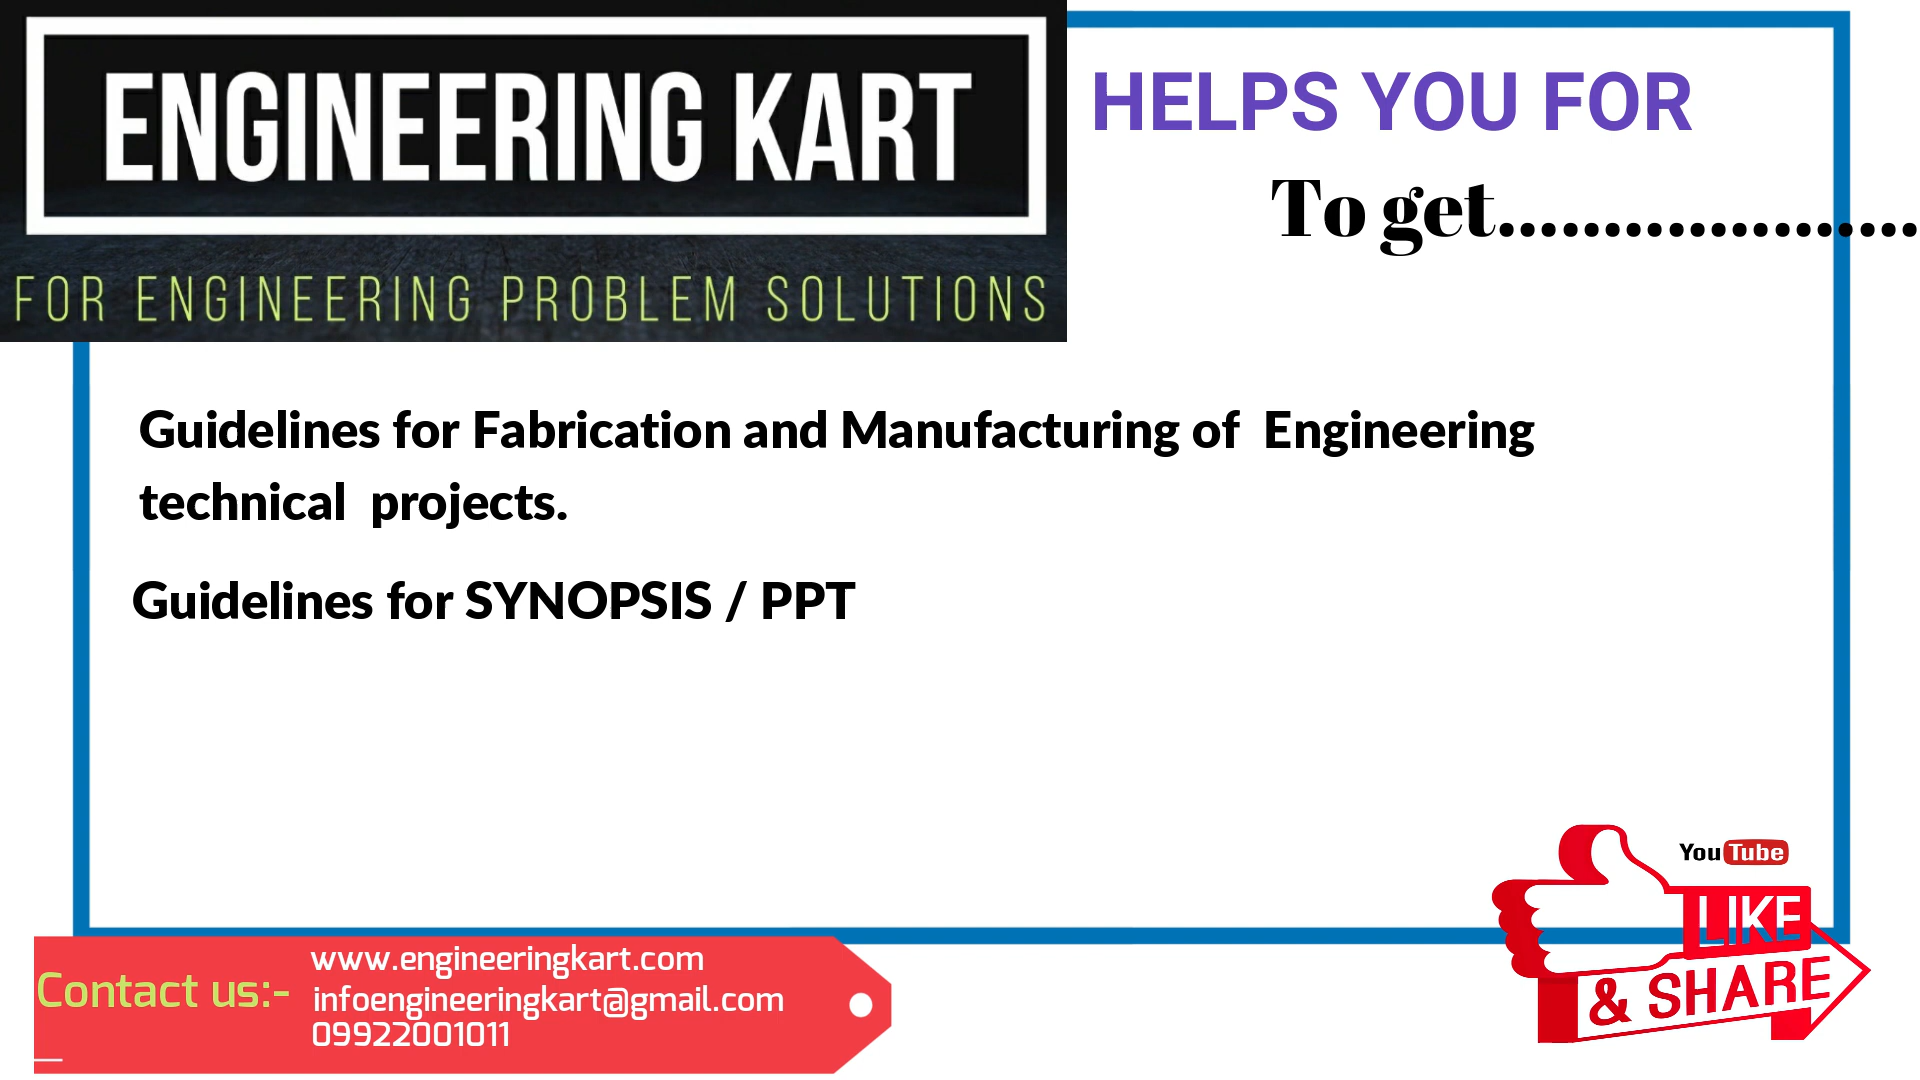 ENGINEERING KART
FOR ENGINEERING PROBLEM SOLUTIONS
HELPS YOU FOR
To get....................
Guidelines for Fabrication and Manufacturing of  Engineering
technical  projects.
Guidelines for SYNOPSIS / PPT
Contact us:-
www.engineeringkart.com
infoengineeringkart@gmail.com
09922001011
YouTube
LIKE
& SHARE